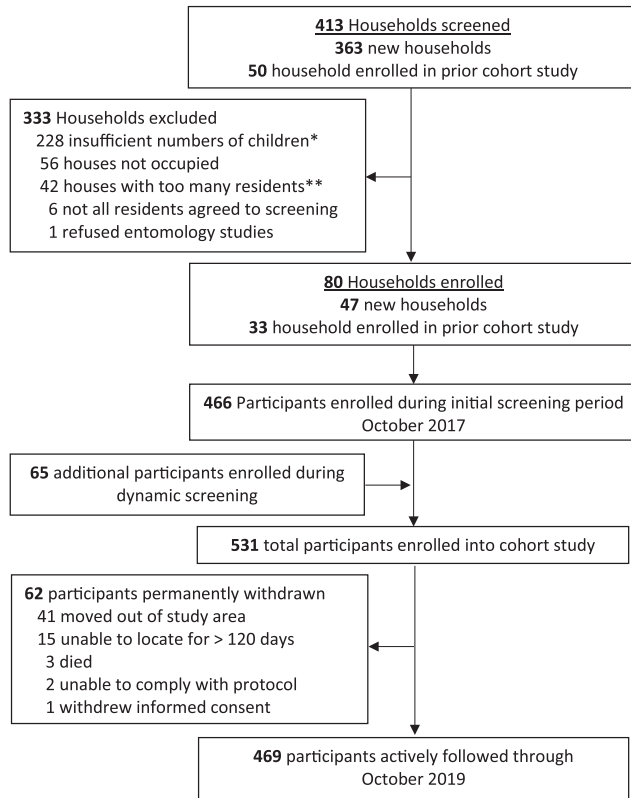 413 Households screened
363 new households
50 household enrolled in prior cohort study
333 Households excluded
228 insufficient numbers of children*
56 houses not occupied
42 houses with too many residents**
6 not all residents agreed to screening
1 refused entomology studies
80 Households enrolled
47 new households
33 household enrolled in prior cohort study
466 Participants enrolled during initial screening period
October 2017
65 additional participants enrolled during
dynamic screening
531 total participants enrolled into cohort study
62 participants permanently withdrawn
41 moved out of study area
15 unable to locate for > 120 days
3 died
2 unable to comply with protocol
1 withdrew informed consent
469 participants actively followed through
October 2019